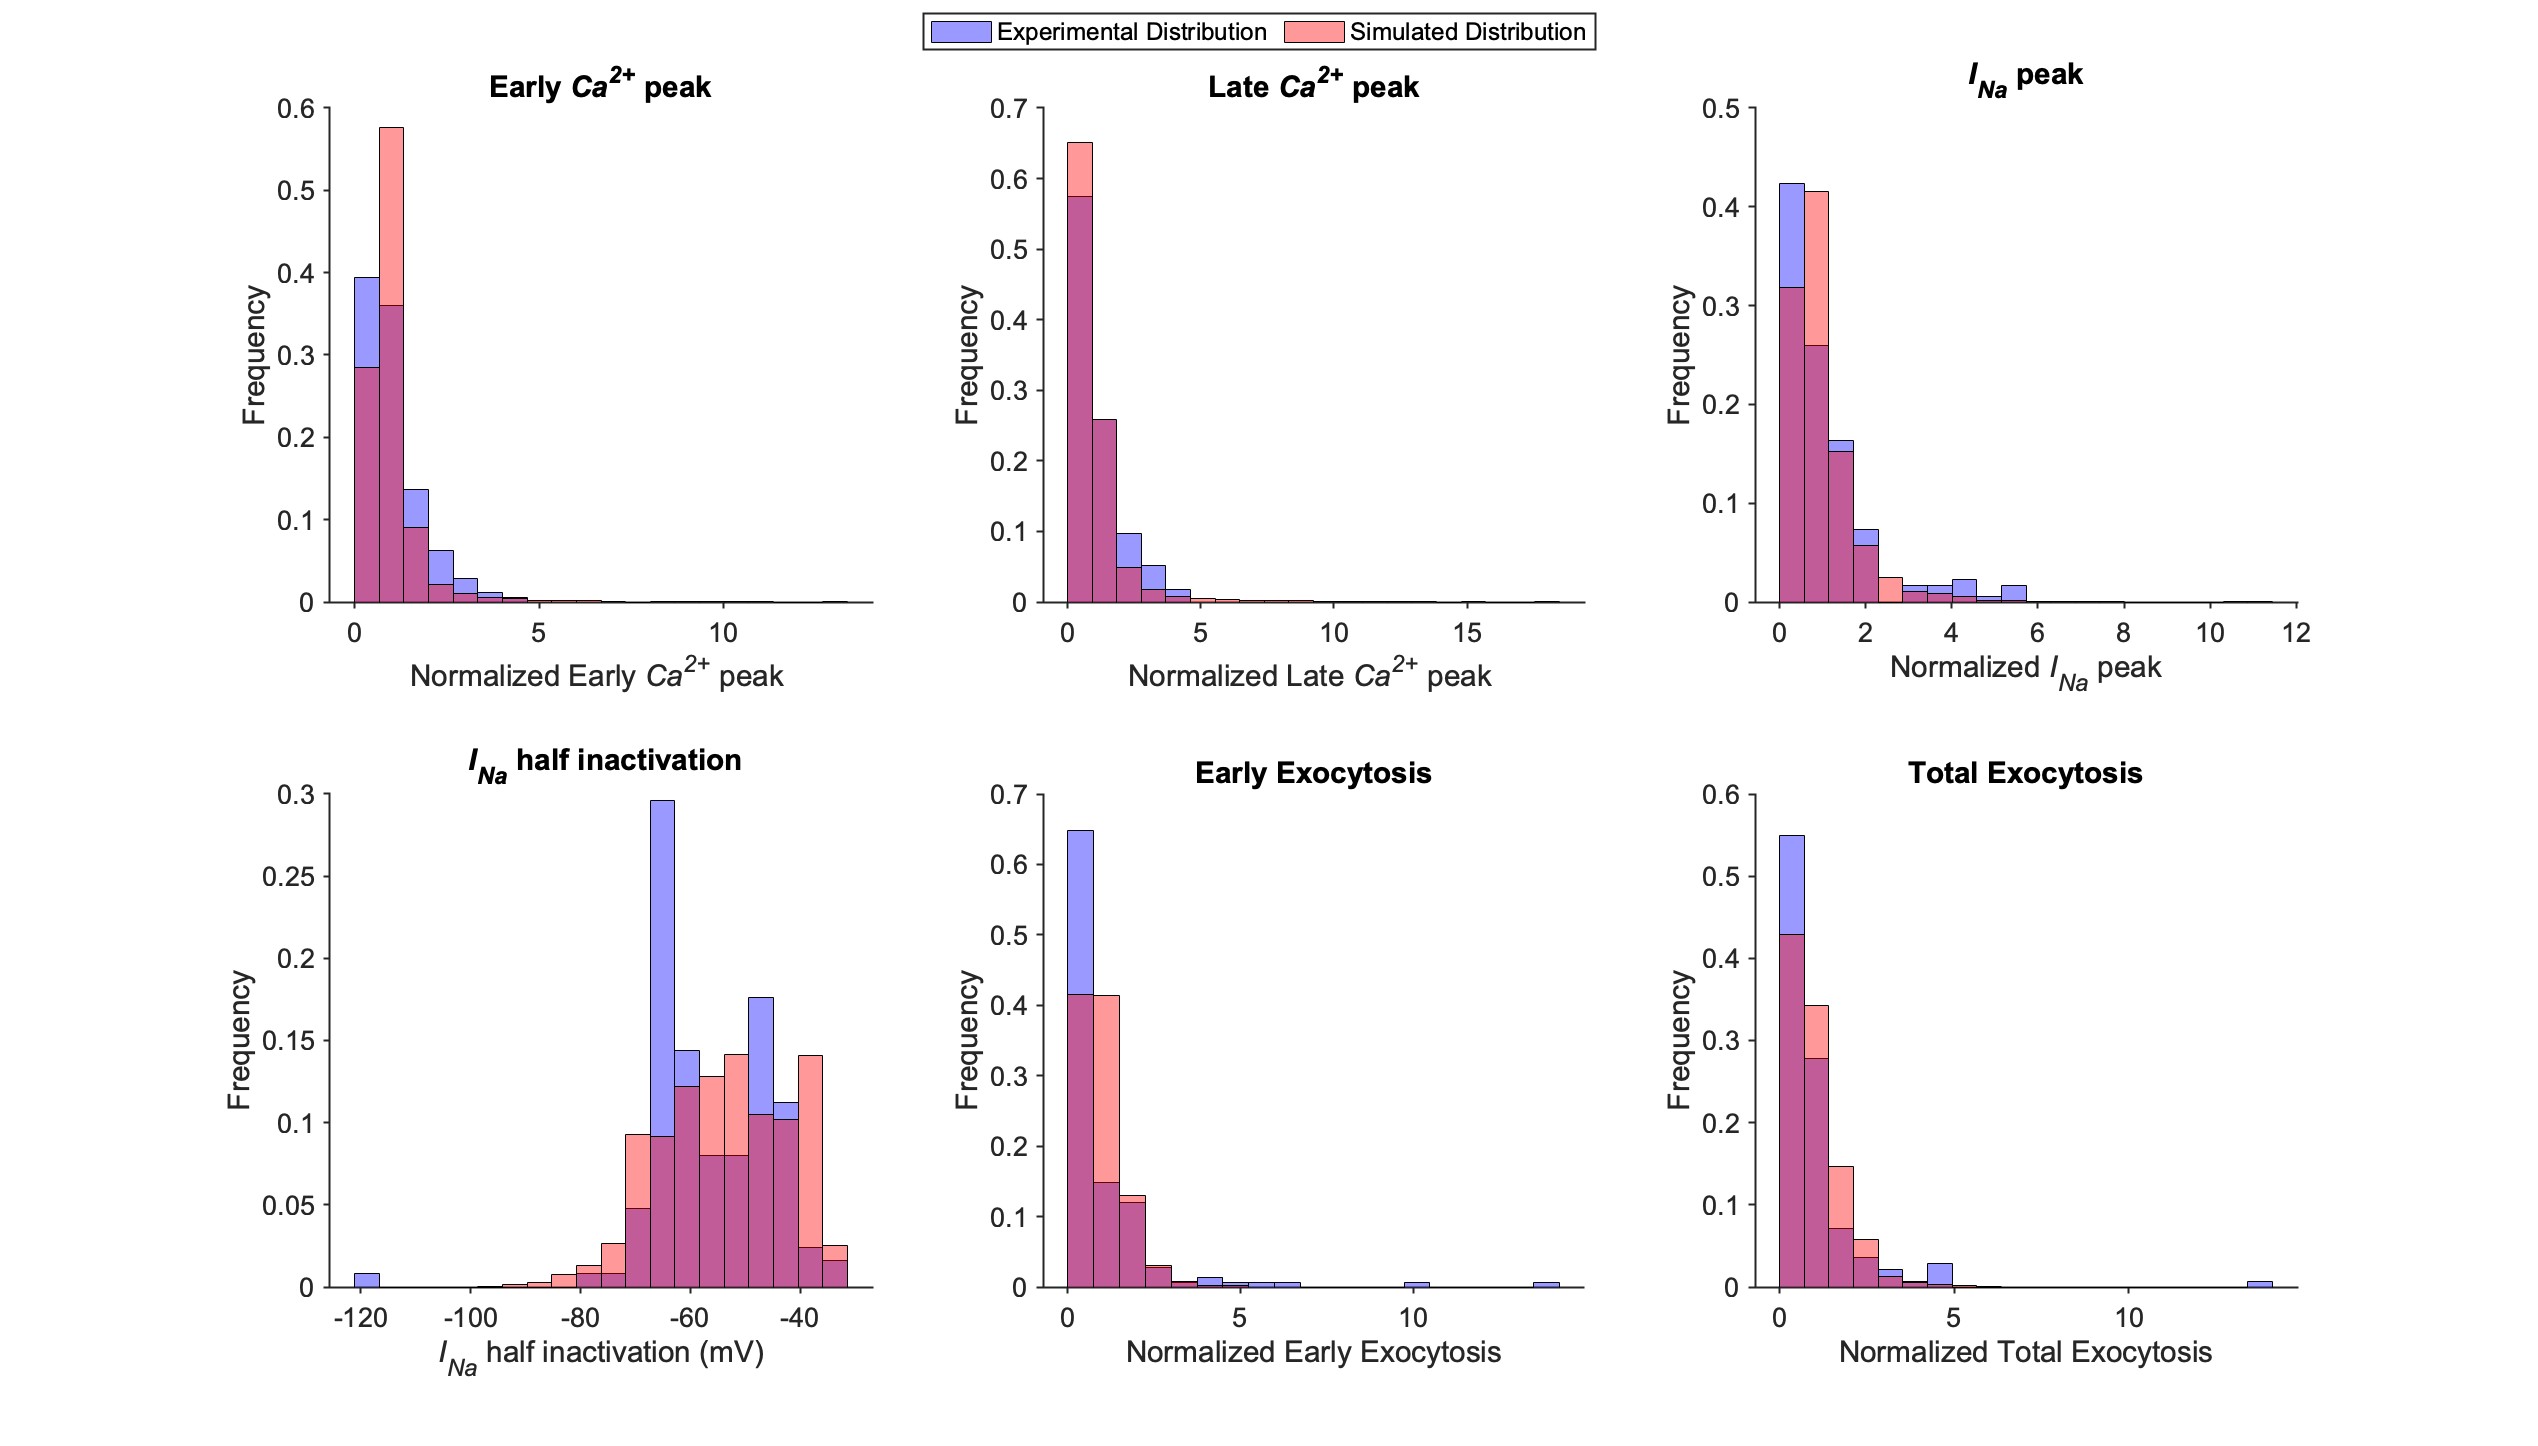 Experimental Distribution Simulated Distribution
Early Ca2+ peak
0.6
0.5
0.4
0.3
0.2
0.1
0
Frequency
0 5 10
Normalized Early Ca2+ peak
Late Ca2+ peak
0.7
0.6
0.5
0.4
0.3
0.2
0.1
0
Frequency
0 5 10 15
Normalized Late Ca2+ peak
INa peak
0.5
0.4
0.3
0.2
0.1
0
Frequency
0 2 4 6 8 10 12
Normalized INa peak
INa half inactivation
0.3
0.25
0.2
0.15
0.1
0.05
0
Frequency
-120 -100 -80 -60 -40
INa half inactivation (mV)
Early Exocytosis
0.7
0.6
0.5
0.4
0.3
0.2
0.1
0
Frequency
0 5 10
Normalized Early Exocytosis
Total Exocytosis
0.6
0.5
0.4
0.3
0.2
0.1
0
Frequency
0 5 10
Normalized Total Exocytosis